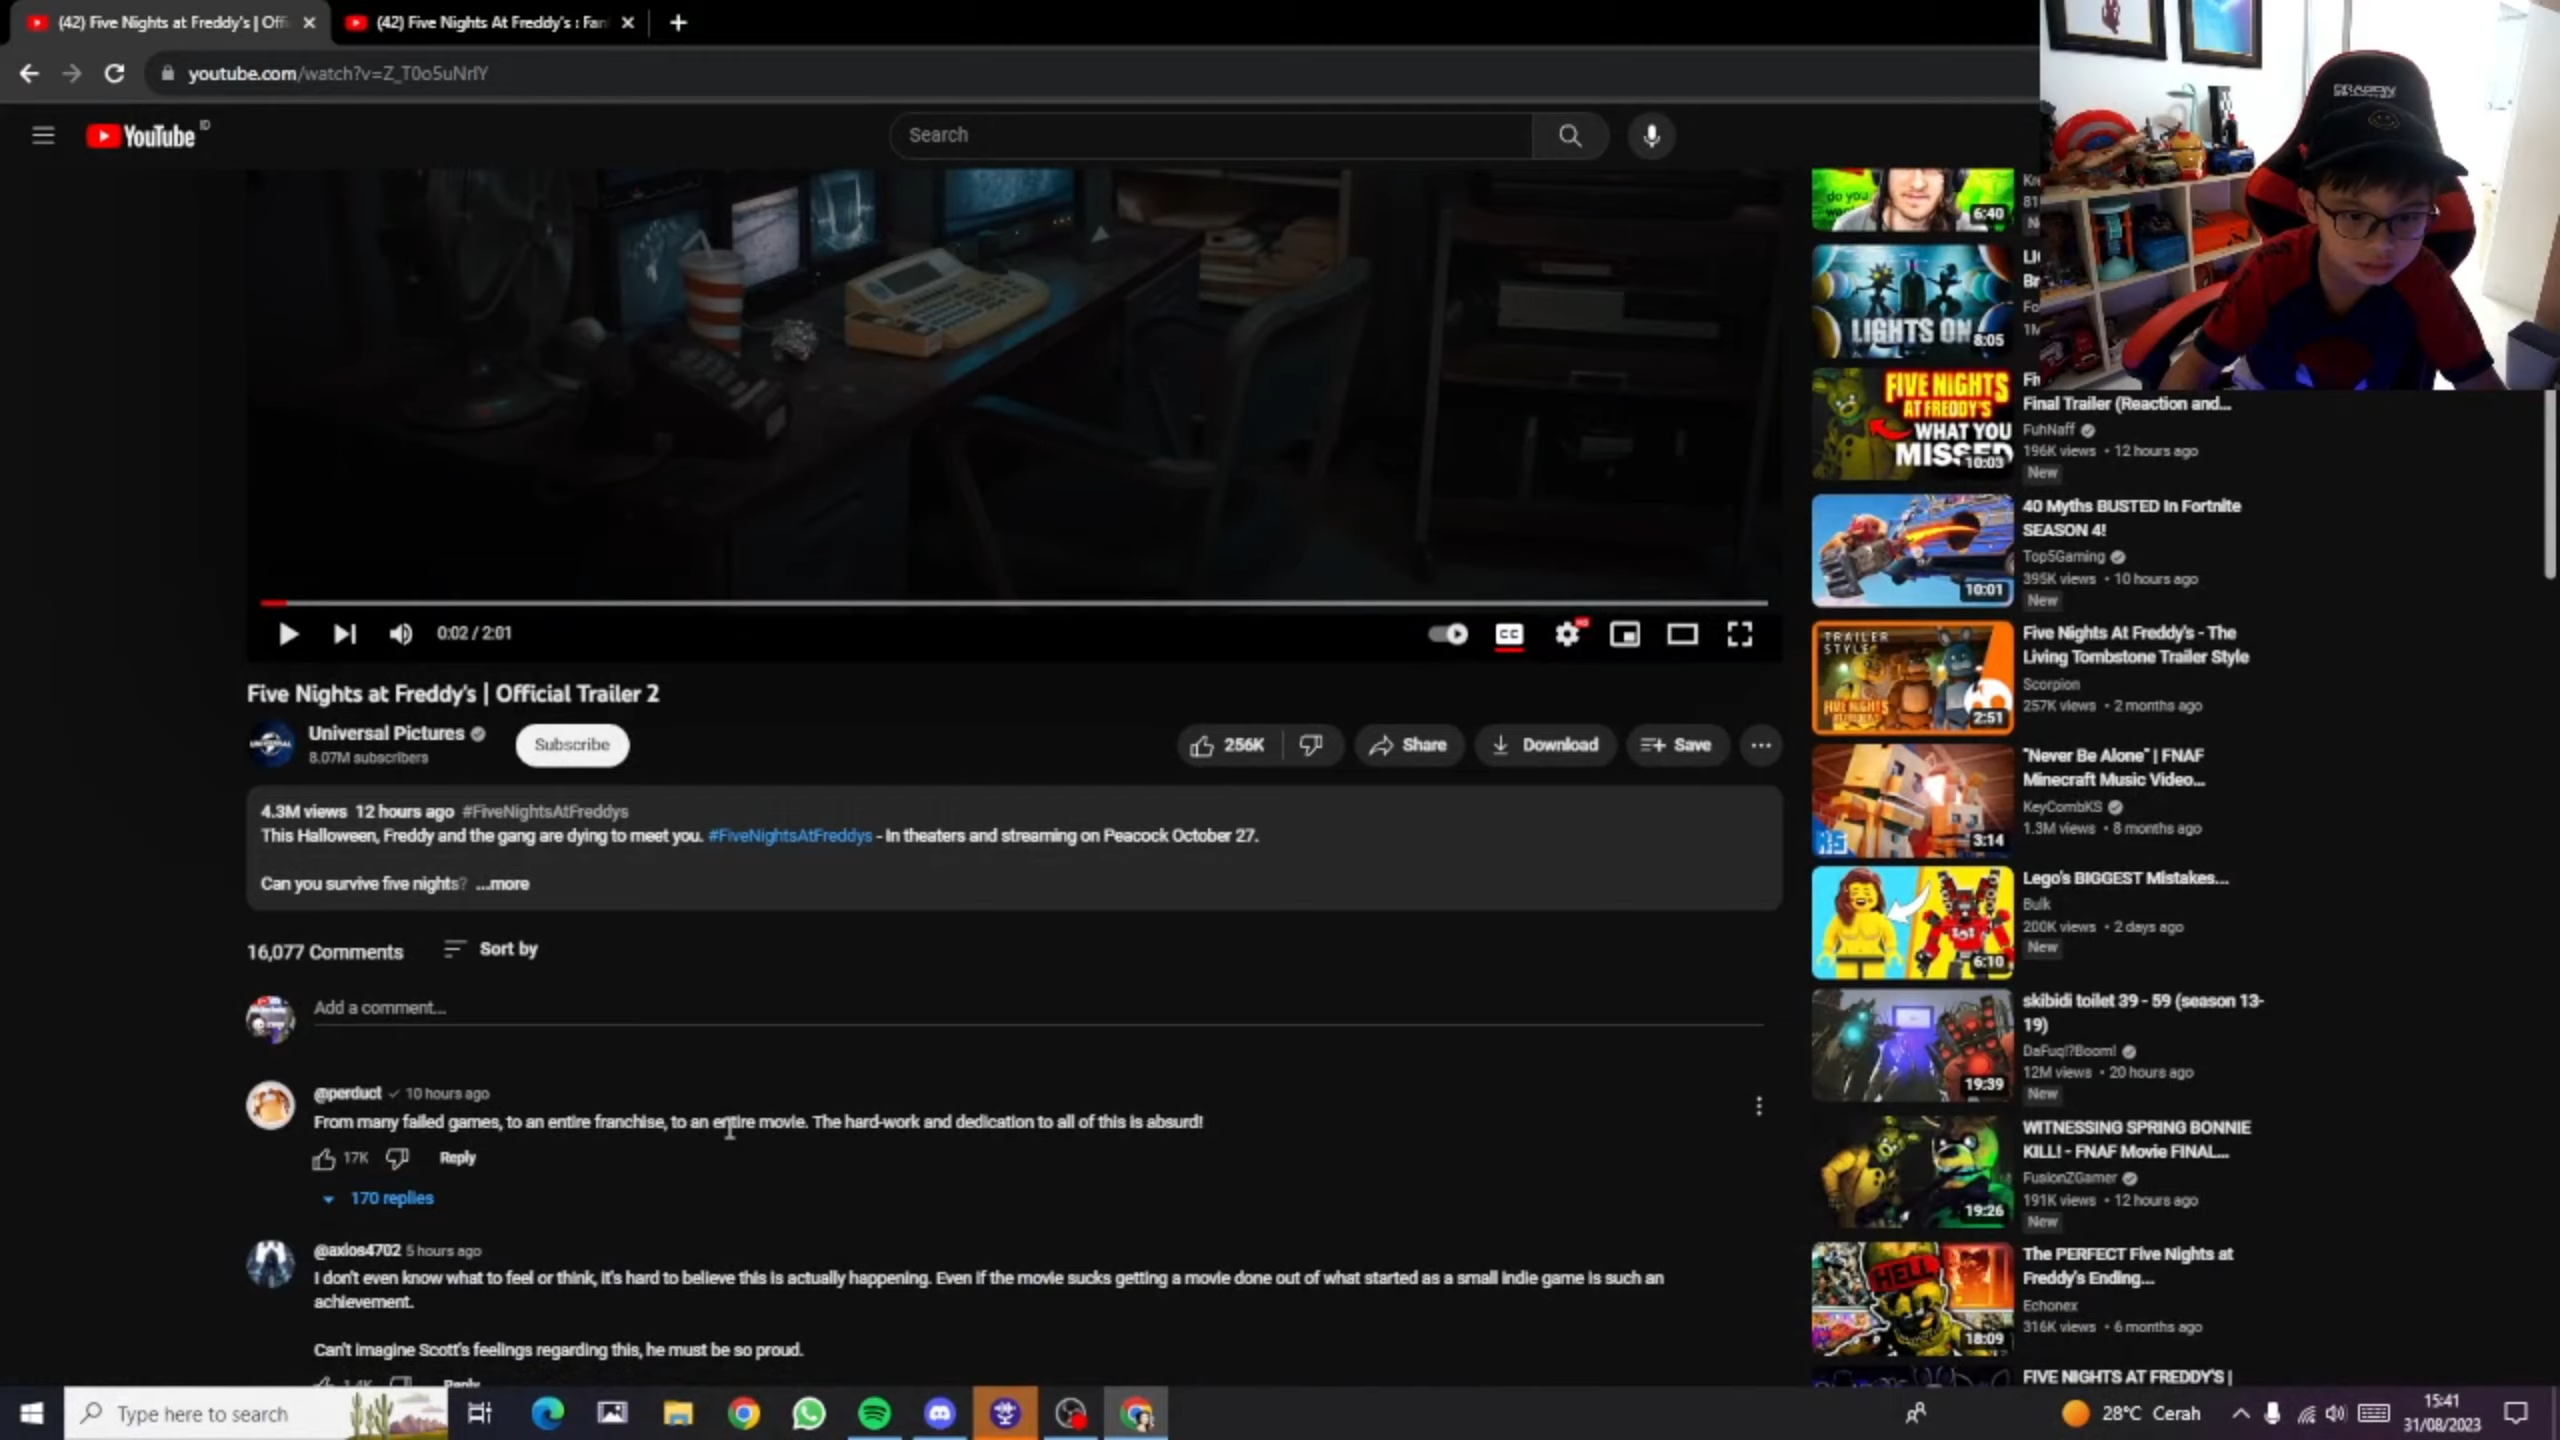 (42) Five Nights at Freddy's | Offi
(42) Five Nights At Freddy's : Fan
youtube.com/watch?v=Z_T0o5uNrlY
YouTube ID
Search
DRAGON
do you
6:40
LIGHTS ON
8:05
1M
FIVE NIGHTS
AT FREDDY'S
WHAT YOU
MISSED
10:03
Final Trailer (Reaction and...
FuhNaff
196K views • 12 hours ago
New
10:01
40 Myths BUSTED In Fortnite
SEASON 4!
Top5Gaming
395K views • 10 hours ago
New
0:02 / 2:01
CC
HD
TRAILER
STYLE
FIVE NIGHTS
AT FREDDY'S
2:51
Five Nights At Freddy's - The
Living Tombstone Trailer Style
Scorpion
257K views • 2 months ago
Five Nights at Freddy's | Official Trailer 2
UNIVERSAL
Universal Pictures
8.07M subscribers
Subscribe
256K
Share
Download
Save
KS
3:14
"Never Be Alone" | FNAF
Minecraft Music Video...
KeyCombKS
1.3M views • 8 months ago
4.3M views 12 hours ago #FiveNightsAtFreddys
This Halloween, Freddy and the gang are dying to meet you. #FiveNightsAtFreddys - In theaters and streaming on Peacock October 27.
Can you survive five nights? ...more
6:10
Lego's BIGGEST Mistakes...
Bulk
200K views • 2 days ago
New
16,077 Comments
Sort by
Add a comment...
19:39
skibidi toilet 39 - 59 (season 13-
19)
DaFuq!?Boom!
12M views • 20 hours ago
New
@perduct 10 hours ago
From many failed games, to an entire franchise, to an entire movie. The hard-work and dedication to all of this is absurd!
17K
Reply
170 replies
19:26
WITNESSING SPRING BONNIE
KILL! - FNAF Movie FINAL...
FusionZGamer
191K views • 12 hours ago
New
@axios4702 5 hours ago
I don't even know what to feel or think, it's hard to believe this is actually happening. Even if the movie sucks getting a movie done out of what started as a small indie game is such an
achievement.
Can't imagine Scott's feelings regarding this, he must be so proud.
1.4K
Reply
HELL
18:09
The PERFECT Five Nights at
Freddy's Ending...
Echonex
316K views • 6 months ago
FIVE NIGHTS AT FREDDY'S |
Type here to search
28°C Cerah
15:41
31/08/2023